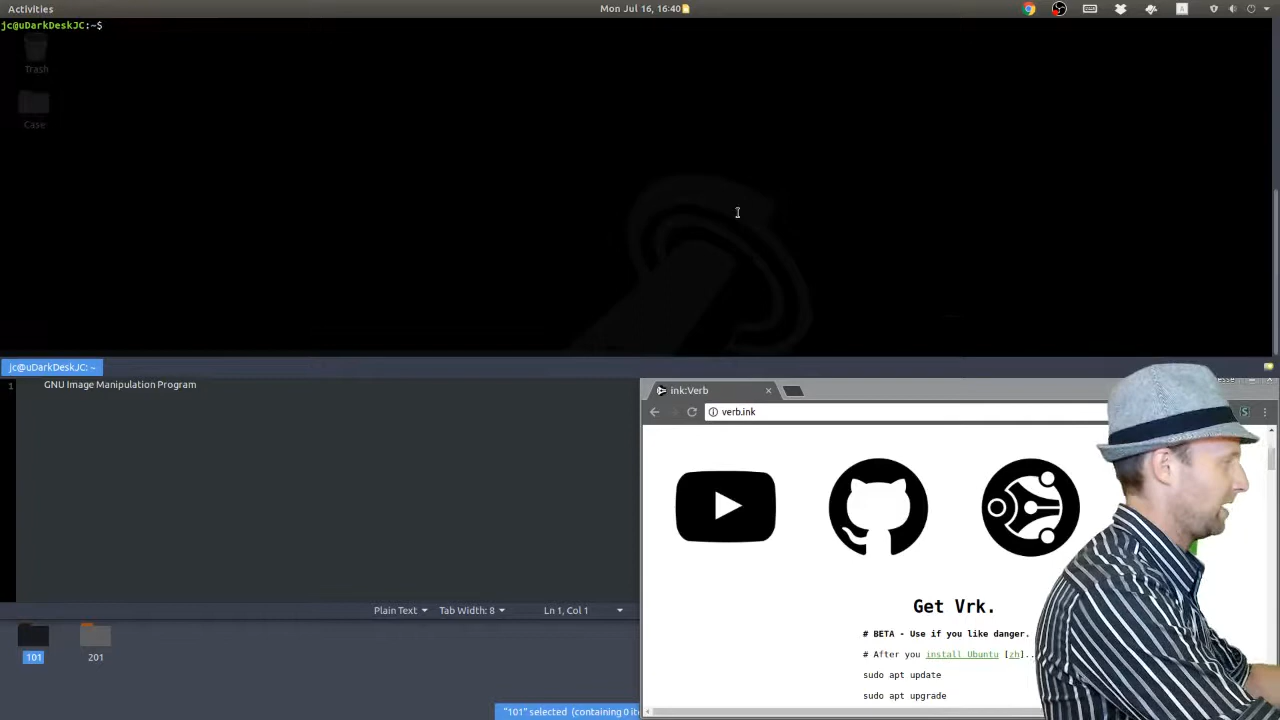 Activities
Mon Jul 16, 16:40
A
jc@uDarkDeskJC:~$
Trash
Case
jc@uDarkDeskJC: ~
1 GNU Image Manipulation Program
Plain Text
Tab Width: 8
Ln 1, Col 1
101
201
"101" selected (containing 0 ite
ink:Verb
verb.ink
S
Get Vrk.
# BETA - Use if you like danger.
# After you install Ubuntu [zh]..
sudo apt update
sudo apt upgrade